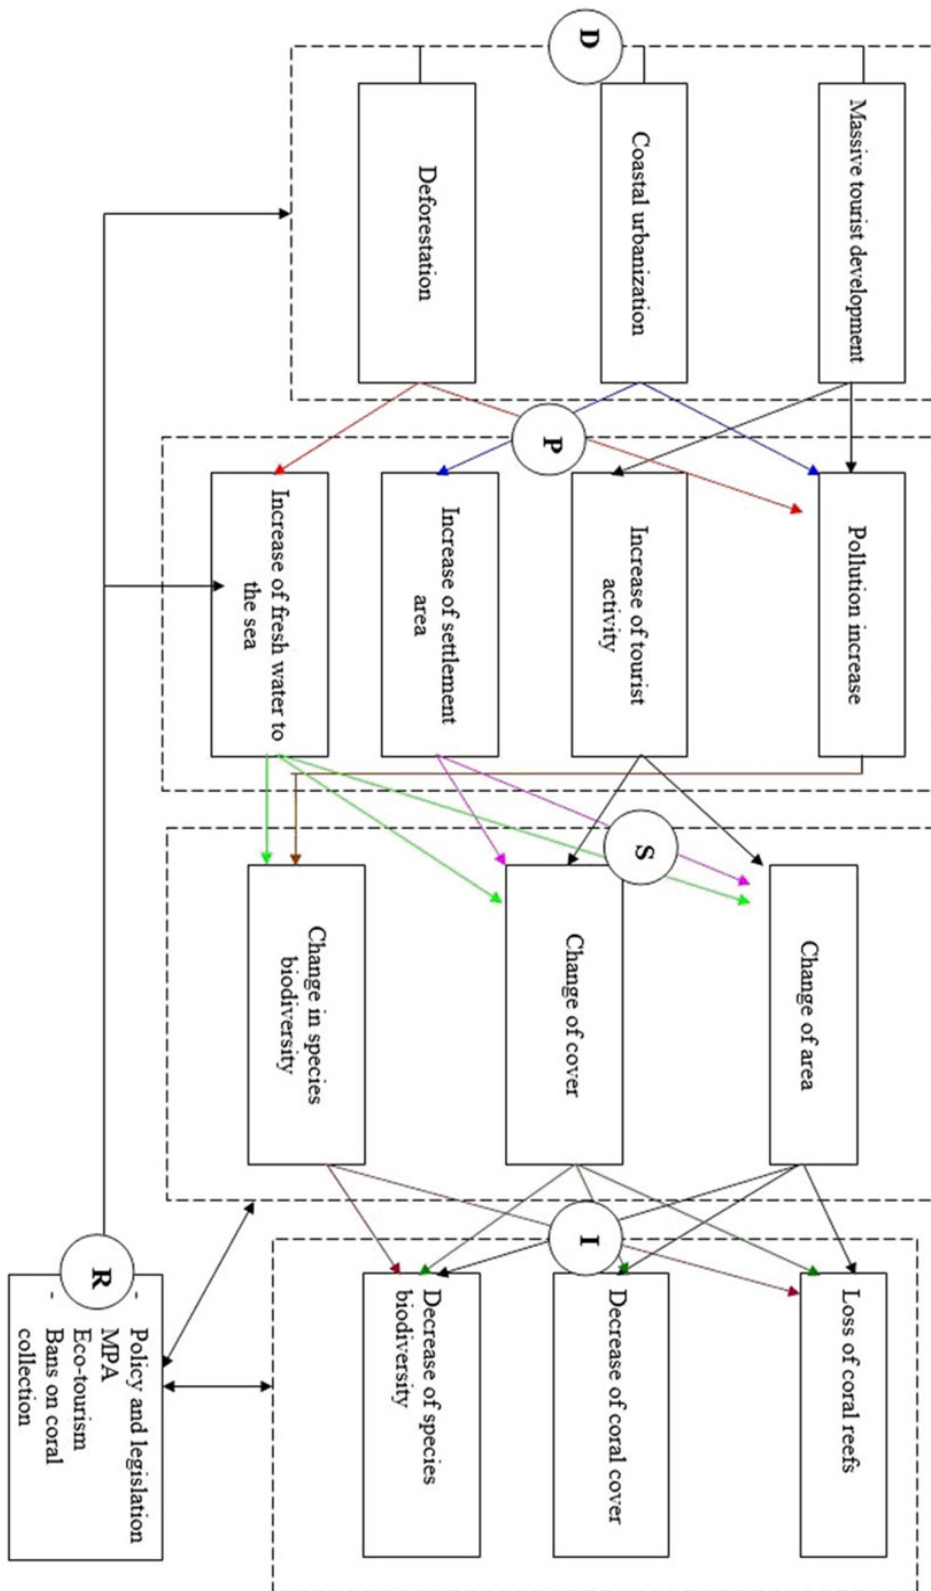 D
Massive tourist development
Coastal urbanization
Deforestation
P
Pollution increase
Increase of tourist
activity
Increase of settlement
area
Increase of fresh water to
the sea
S
Change of area
Change of cover
Change in species
biodiversity
I
Loss of coral reefs
Decrease of coral cover
Decrease of species
biodiversity
R
- Policy and legislation
MPA
Eco-tourism
- Bans on coral
collection